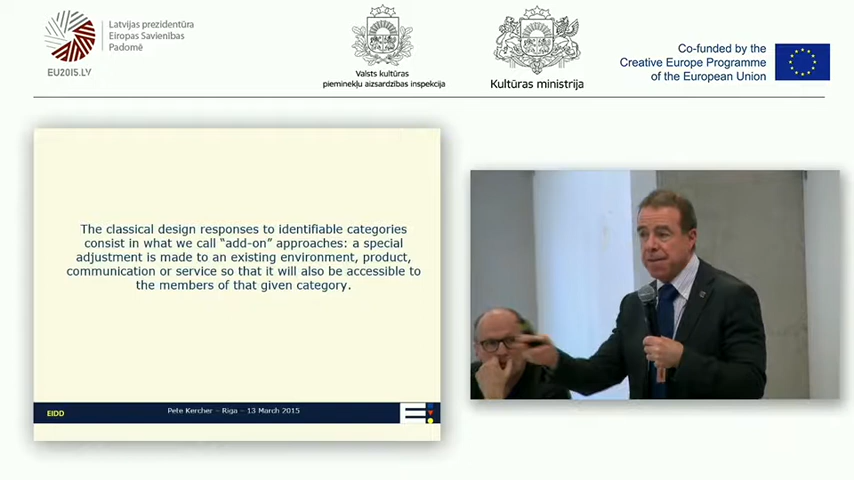 Latvijas prezidentūra
Eiropas Savienības
Padomē
EU2015.LV
Valsts kultūras
pieminekļu aizsardzības inspekcija
Kultūras ministrija
Co-funded by the
Creative Europe Programme
of the European Union
The classical design responses to identifiable categories
consist in what we call “add-on” approaches: a special
adjustment is made to an existing environment, product,
communication or service so that it will also be accessible to
the members of that given category.
EIDD
Pete Kercher – Riga – 13 March 2015